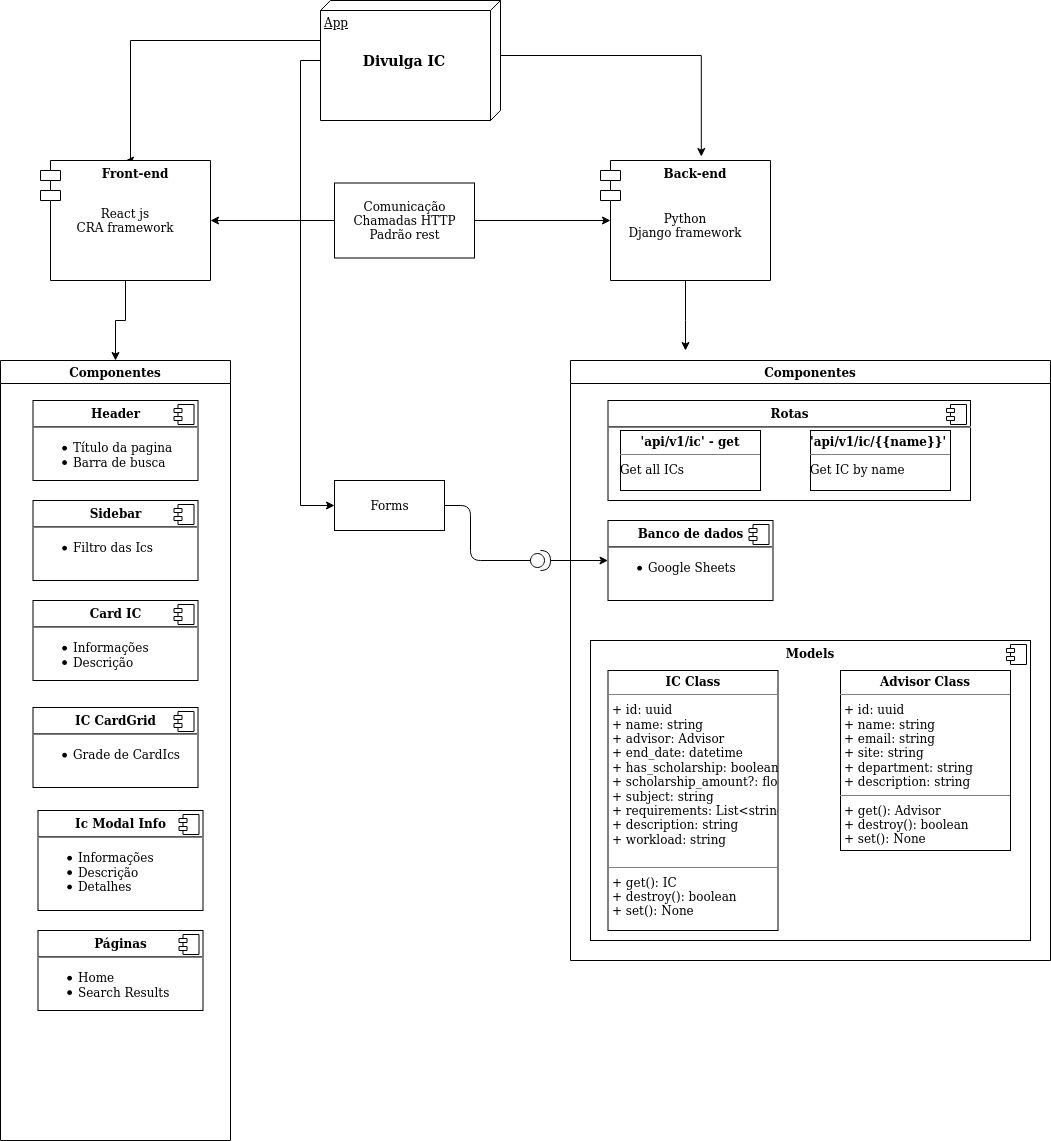 App
Divulga IC
Front-end
React js
CRA framework
Comunicação
Chamadas HTTP
Padrão rest
Back-end
Python
Django framework
Componentes
Header
Título da pagina
Barra de busca
Sidebar
Filtro das Ics
Card IC
Informações
Descrição
IC CardGrid
Grade de CardIcs
Ic Modal Info
Informações
Descrição
Detalhes
Páginas
Home
Search Results
Forms
Componentes
Rotas
'api/v1/ic' - get
Get all ICs
'api/v1/ic/{{name}}'
Get IC by name
Banco de dados
Google Sheets
Models
IC Class
+ id: uuid
+ name: string
+ advisor: Advisor
+ end_date: datetime
+ has_scholarship: boolean
+ scholarship_amount?: flo
+ subject: string
+ requirements: List<strin
+ description: string
+ workload: string
+ get(): IC
+ destroy(): boolean
+ set(): None
Advisor Class
+ id: uuid
+ name: string
+ email: string
+ site: string
+ department: string
+ description: string
+ get(): Advisor
+ destroy(): boolean
+ set(): None